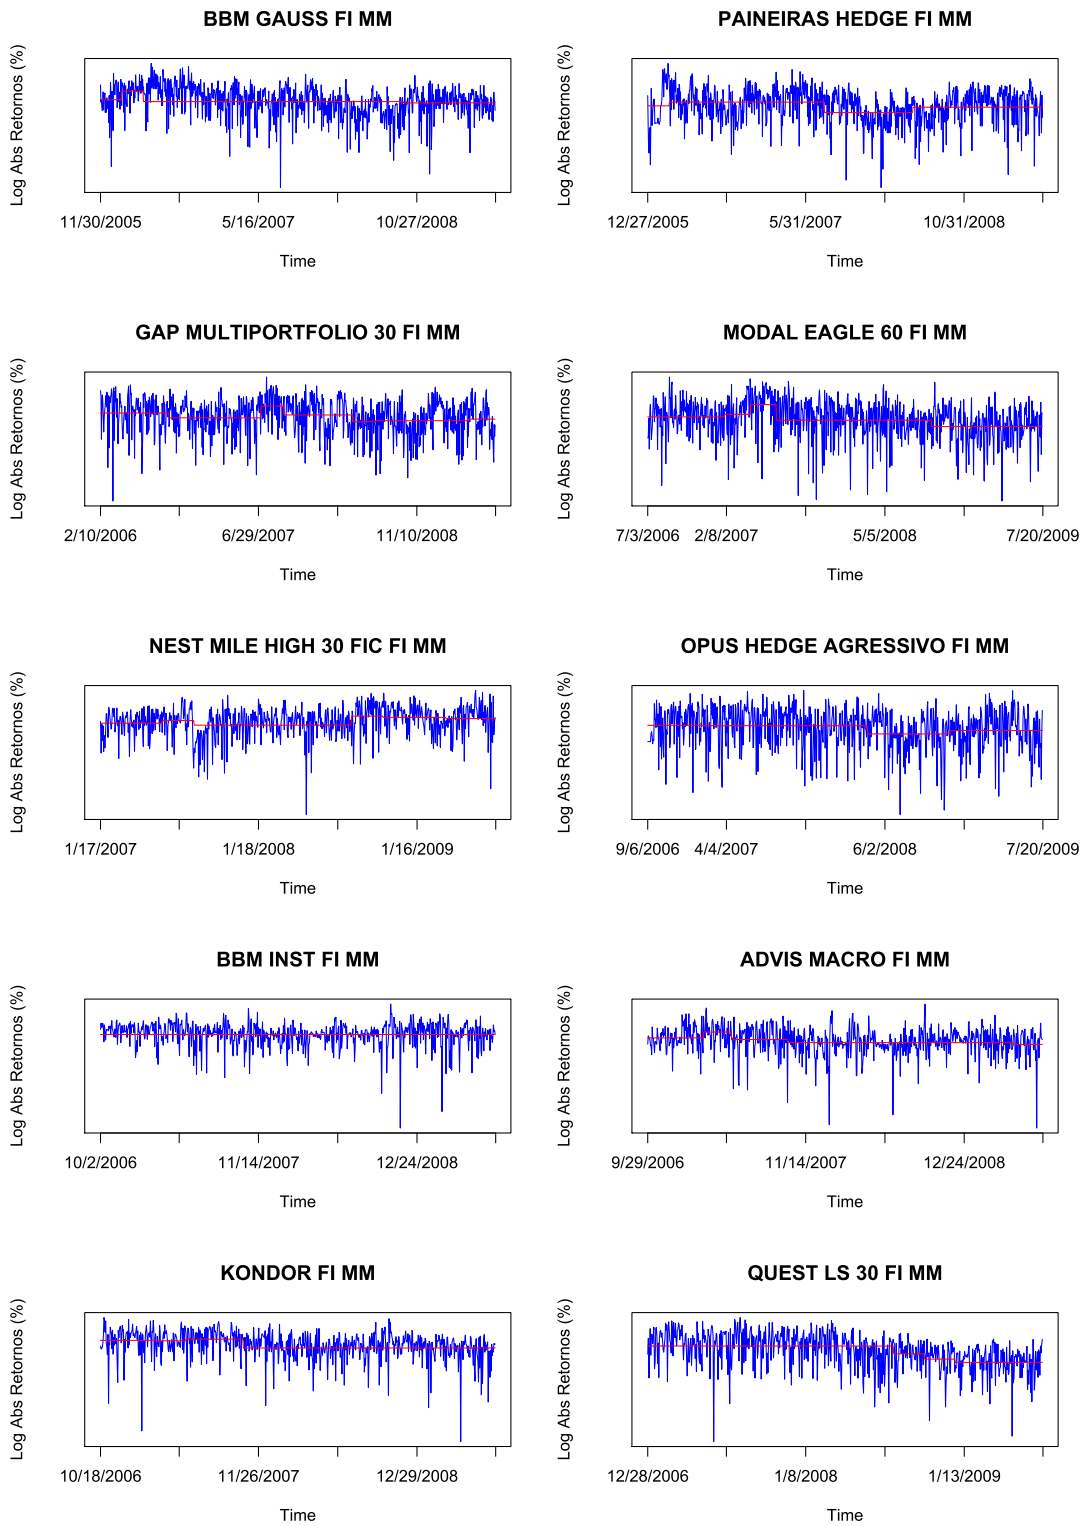 BBM GAUSS FI MM
Log Abs Retornos (%)
11/30/2005 5/16/2007 10/27/2008
Time
PAINEIRAS HEDGE FI MM
Log Abs Retornos (%)
12/27/2005 5/31/2007 10/31/2008
Time
GAP MULTIPORTFOLIO 30 FI MM
Log Abs Retornos (%)
2/10/2006 6/29/2007 11/10/2008
Time
MODAL EAGLE 60 FI MM
Log Abs Retornos (%)
7/3/2006 2/8/2007 5/5/2008 7/20/2009
Time
NEST MILE HIGH 30 FIC FI MM
Log Abs Retornos (%)
1/17/2007 1/18/2008 1/16/2009
Time
OPUS HEDGE AGRESSIVO FI MM
Log Abs Retornos (%)
9/6/2006 4/4/2007 6/2/2008 7/20/2009
Time
BBM INST FI MM
Log Abs Retornos (%)
10/2/2006 11/14/2007 12/24/2008
Time
ADVIS MACRO FI MM
Log Abs Retornos (%)
9/29/2006 11/14/2007 12/24/2008
Time
KONDOR FI MM
Log Abs Retornos (%)
10/18/2006 11/26/2007 12/29/2008
Time
QUEST LS 30 FI MM
Log Abs Retornos (%)
12/28/2006 1/8/2008 1/13/2009
Time